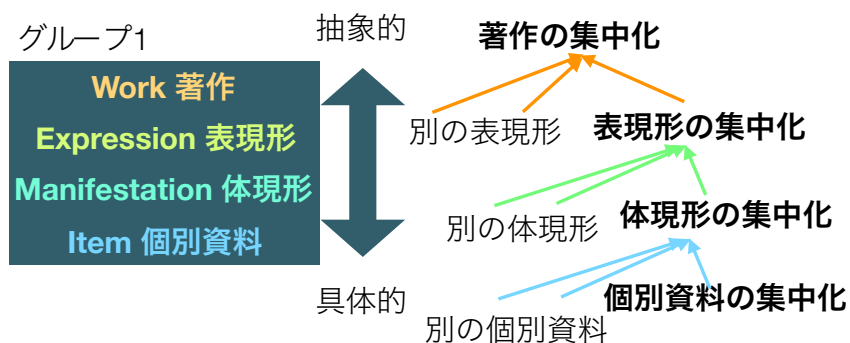 グループ1
Work 著作
Expression 表現形
Manifestation 体現形
Item 個別資料
抽象的
具体的
著作の集中化
別の表現形
表現形の集中化
別の体現形
体現形の集中化
個別資料の集中化
別の個別資料